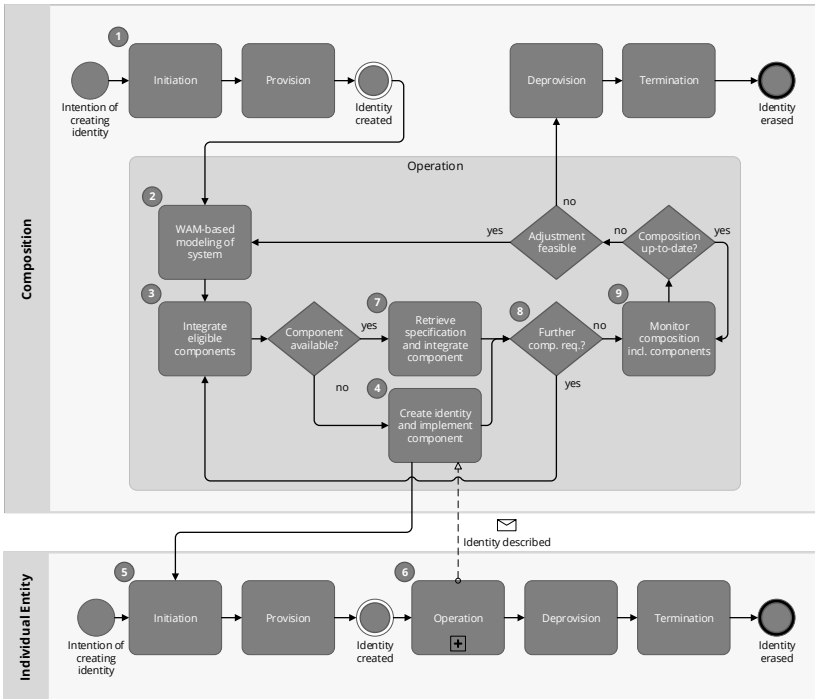 Composition
1
Initiation
Provision
Intention of
creating
identity
Identity
created
Deprovision
Termination
Identity
erased
Operation
2
WAM-based
modeling of
system
yes
Adjustment
feasible
no
no
Composition
up-to-date?
yes
3
Integrate
eligible
components
Component
available?
yes
no
7
Retrieve
specification
and integrate
component
8
Further
comp. req.?
no
yes
9
Monitor
composition
incl. components
4
Create identity
and implement
component
Identity described
Individual Entity
5
Initiation
Provision
Intention of
creating
identity
Identity
created
6
Operation
Deprovision
Termination
Identity
erased